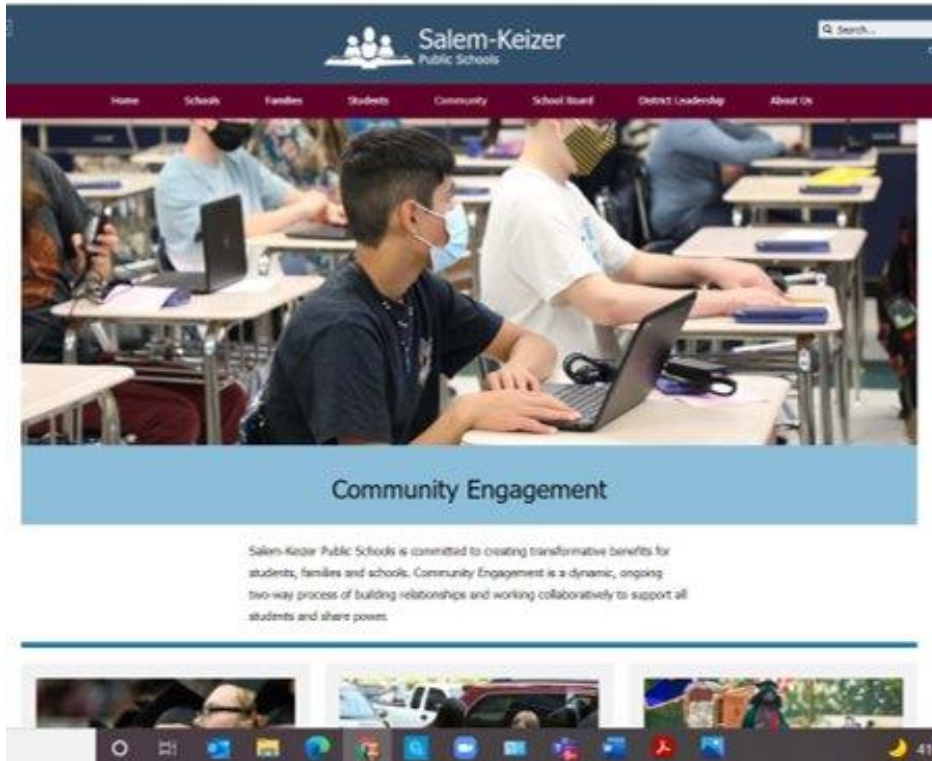 Salem-Keizer
Public Schools
Search...
Home Schools Families Students Community School Board District Leadership About Us
Community Engagement
Salem-Keizer Public Schools is committed to creating transformative benefits for
students, families and schools. Community Engagement is a dynamic, ongoing
two-way process of building relationships and working collaboratively to support all
students and share power.
41